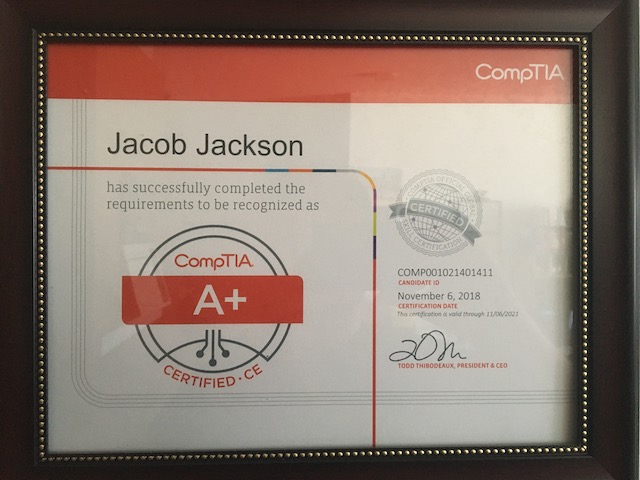 CompTIA
Jacob Jackson
has successfully completed the
requirements to be recognized as
CompTIA
A+
CERTIFIED • CE
CERTIFIED
CERTIFICATION
COMP001021401411
CANDIDATE ID
November 6, 2018
CERTIFICATION DATE
This certification is valid through 11/06/2021
TODD THIBODEAUX, PRESIDENT & CEO